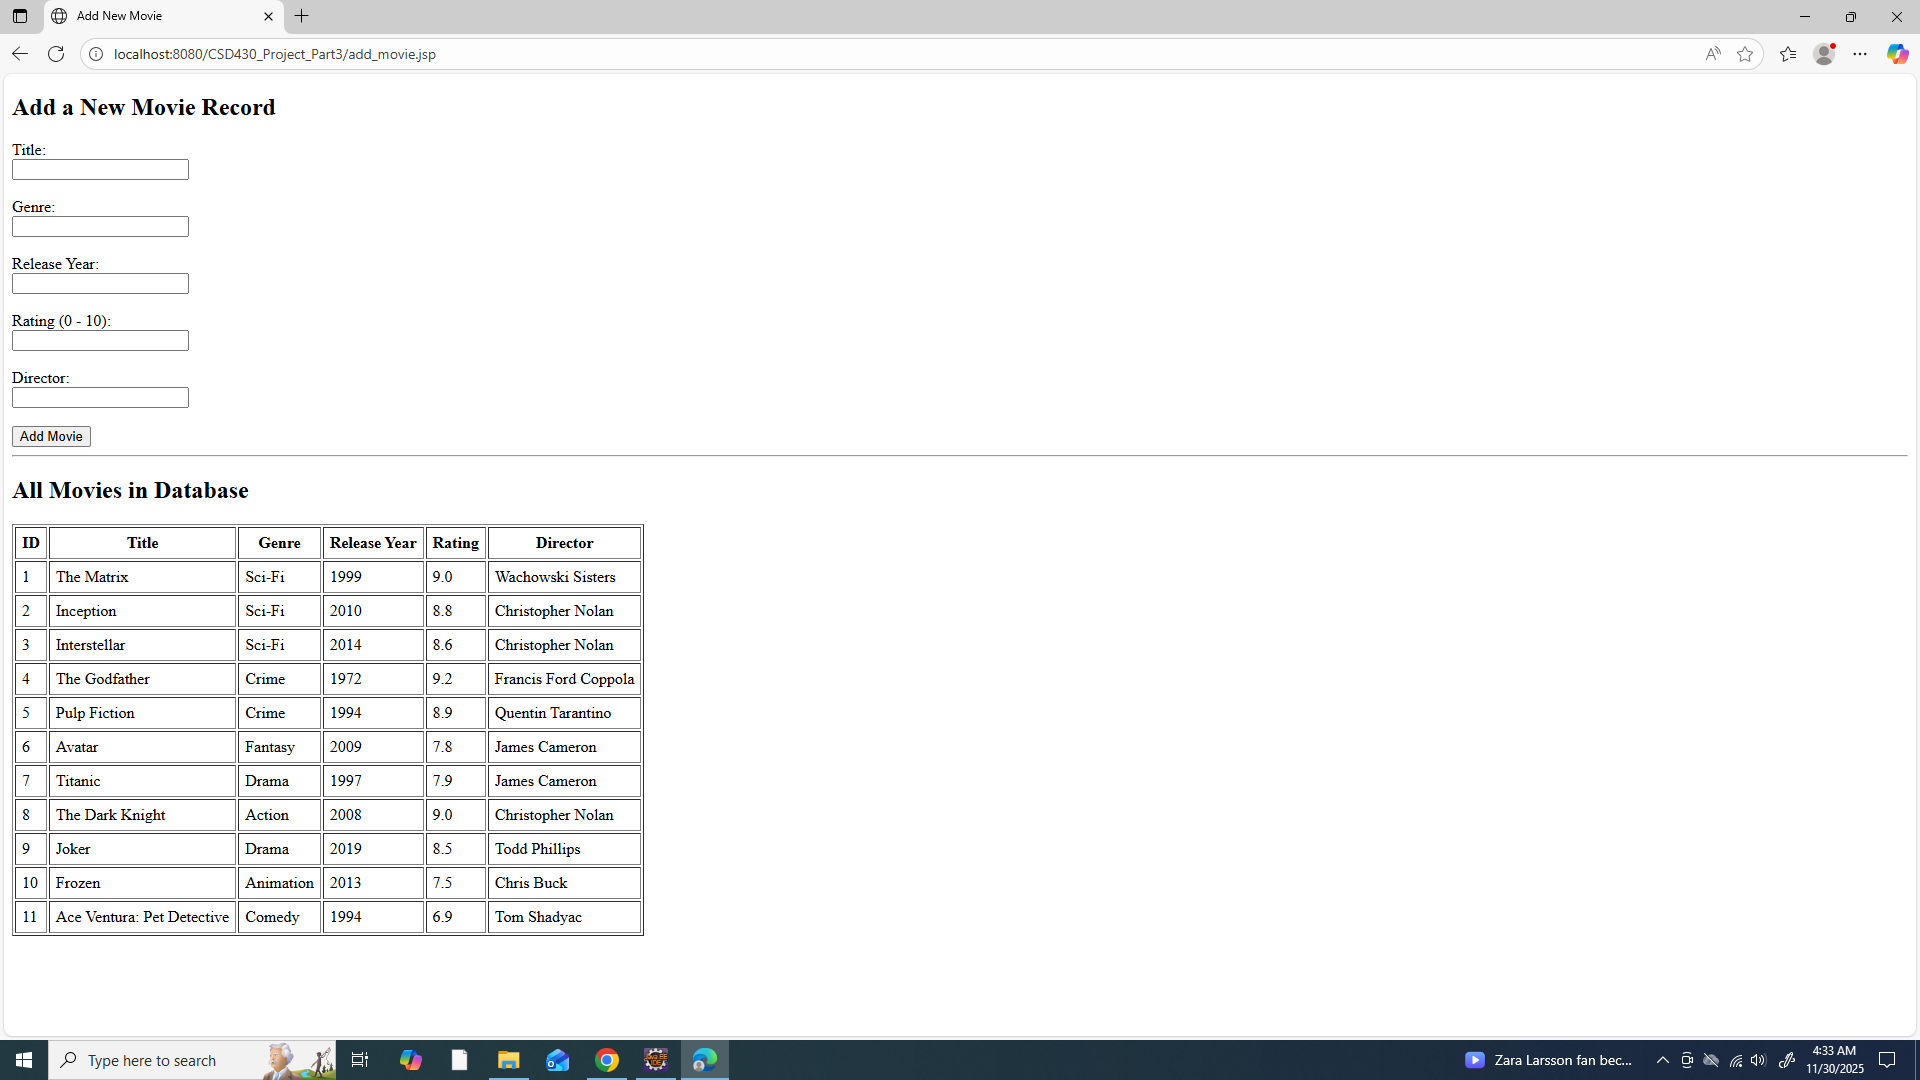 Add New Movie
localhost:8080/CSD430_Project_Part3/add_movie.jsp
Add a New Movie Record
Title:
Genre:
Release Year:
Rating (0 - 10):
Director:
Add Movie
All Movies in Database
ID Title Genre Release Year Rating Director
1 The Matrix Sci-Fi 1999 9.0 Wachowski Sisters
2 Inception Sci-Fi 2010 8.8 Christopher Nolan
3 Interstellar Sci-Fi 2014 8.6 Christopher Nolan
4 The Godfather Crime 1972 9.2 Francis Ford Coppola
5 Pulp Fiction Crime 1994 8.9 Quentin Tarantino
6 Avatar Fantasy 2009 7.8 James Cameron
7 Titanic Drama 1997 7.9 James Cameron
8 The Dark Knight Action 2008 9.0 Christopher Nolan
9 Joker Drama 2019 8.5 Todd Phillips
10 Frozen Animation 2013 7.5 Chris Buck
11 Ace Ventura: Pet Detective Comedy 1994 6.9 Tom Shadyac
Type here to search
Java EE
IDE
Zara Larsson fan bec...
4:33 AM
11/30/2025